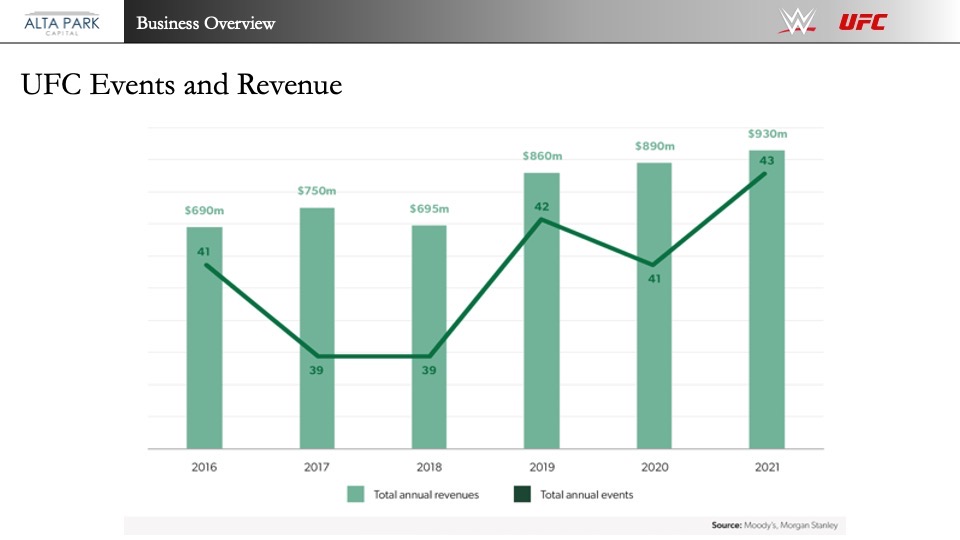 ALTA PARK
CAPITAL
Business Overview
WW
UFC
UFC Events and Revenue
$690m
$750m
$695m
$860m
$890m
$930m
41
39
39
42
41
43
2016
2017
2018
2019
2020
2021
Total annual revenues
Total annual events
Source: Moody's, Morgan Stanley